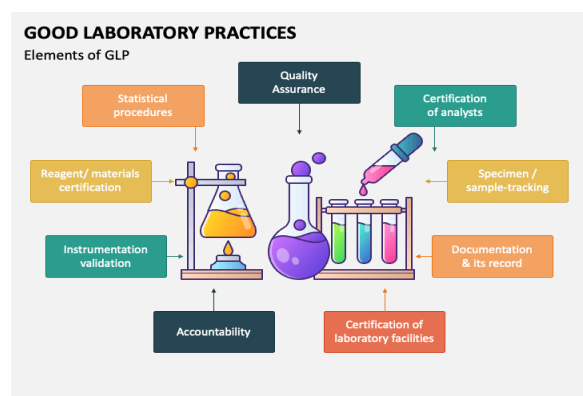 GOOD LABORATORY PRACTICES
Elements of GLP
Quality
Assurance
Statistical
procedures
Certification
of analysts
Reagent/ materials
certification
Specimen /
sample-tracking
Instrumentation
validation
Documentation
& its record
Accountability
Certification of
laboratory facilities